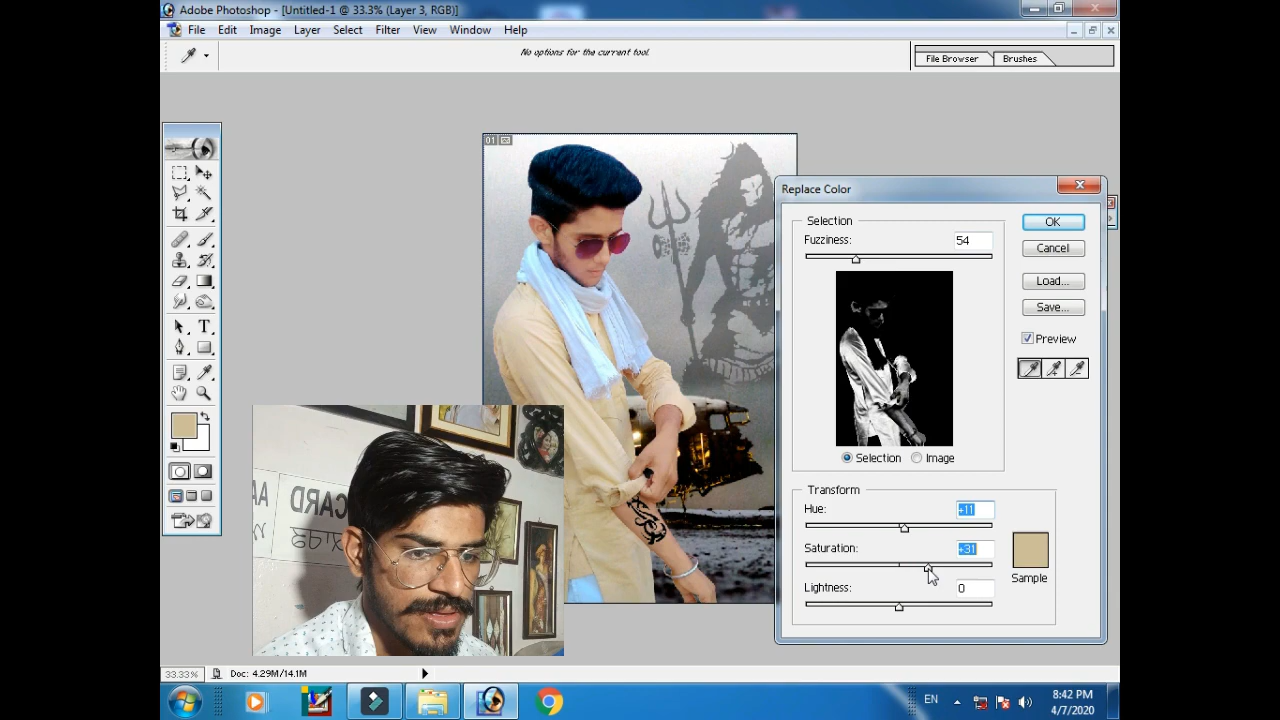 Adobe Photoshop - [Untitled-1 @ 33.3% (Layer 3, RGB)]
File Edit Image Layer Select Filter View Window Help
No options for the current tool.
File Browser Brushes
01
Replace Color
Selection
Fuzziness: 54
OK
Cancel
Load...
Save...
Preview
Selection Image
Transform
Hue: +11
Saturation: +31
Lightness: 0
Sample
CARD
33.33% Doc: 4.29M/14.1M
EN
8:42 PM
4/7/2020